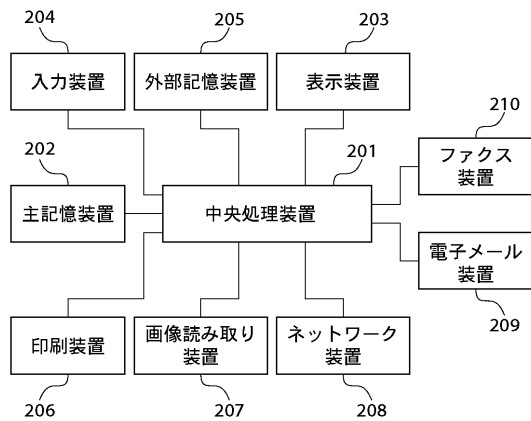 204
205
203
入力装置
外部記憶装置
表示装置
210
ファクス
装置
202
201
主記憶装置
中央処理装置
電子メール
装置
209
印刷装置
画像読み取り
装置
ネットワーク
装置
206
207
208